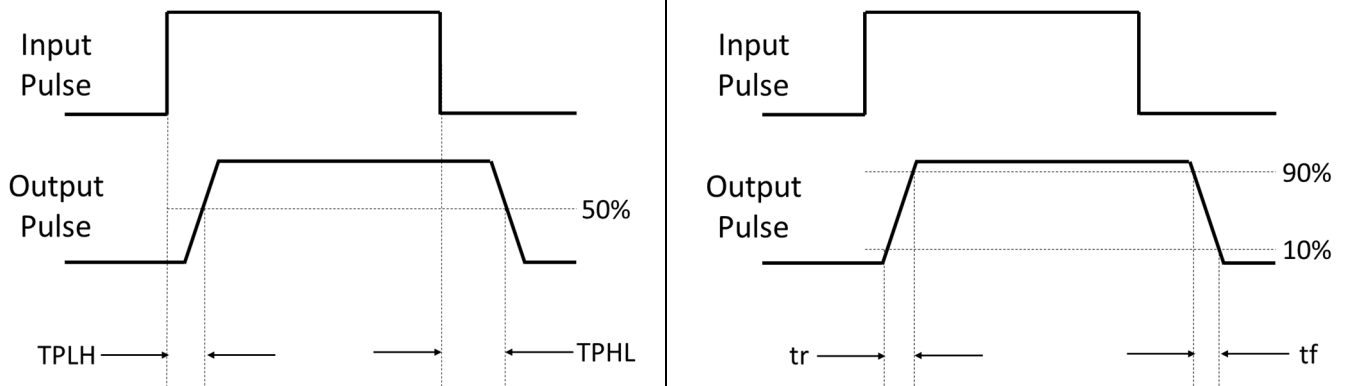 Input
Pulse
Output
Pulse
50%
TPLH
TPHL
Input
Pulse
90%
Output
Pulse
10%
tr
tf